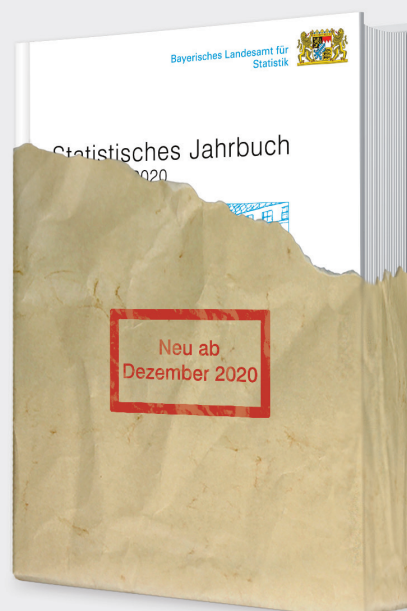 Bayerisches Landesamt für
Statistik
Statistisches Jahrbuch
2020
Neu ab
Dezember 2020